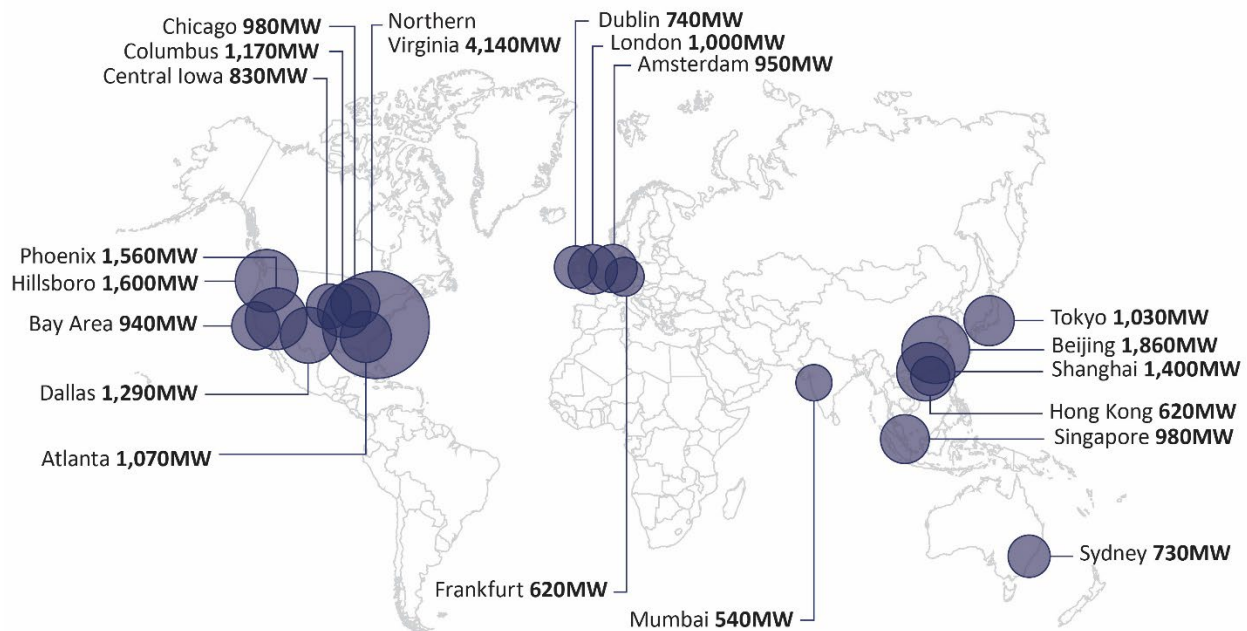 Chicago 980MW
Columbus 1,170MW
Central Iowa 830MW
Northern
Virginia 4,140MW
Dublin 740MW
London 1,000MW
Amsterdam 950MW
Phoenix 1,560MW
Hillsboro 1,600MW
Bay Area 940MW
Dallas 1,290MW
Atlanta 1,070MW
Tokyo 1,030MW
Beijing 1,860MW
Shanghai 1,400MW
Hong Kong 620MW
Singapore 980MW
Sydney 730MW
Frankfurt 620MW
Mumbai 540MW